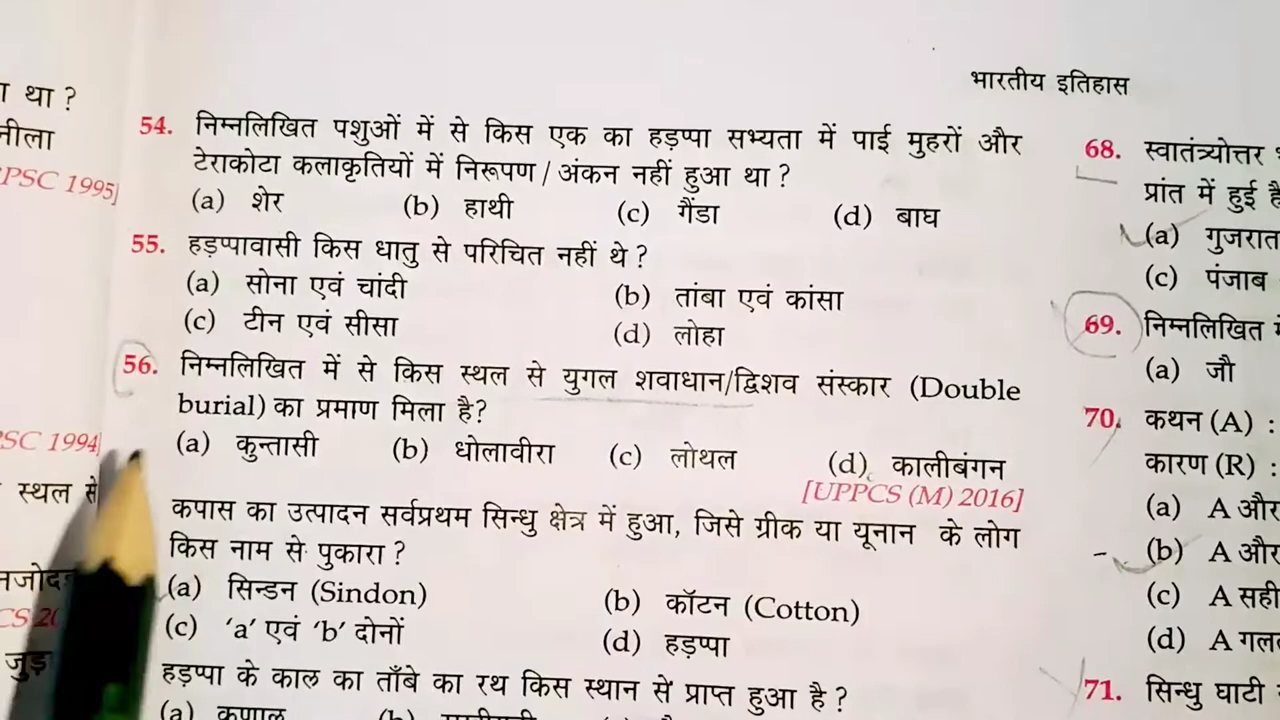 भारतीय इतिहास
था ?
नीला
PSC 1995]
PSC 1994]
स्थल से
54. निम्नलिखित पशुओं में से किस एक का हड़प्पा सभ्यता में पाई मुहरों और
टेराकोटा कलाकृतियों में निरूपण / अंकन नहीं हुआ था ?
(a) शेर (b) हाथी (c) गैंडा (d) बाघ
55. हड़प्पावासी किस धातु से परिचित नहीं थे ?
(a) सोना एवं चांदी (b) तांबा एवं कांसा
(c) टीन एवं सीसा (d) लोहा
56. निम्नलिखित में से किस स्थल से युगल शवाधान/द्विशव संस्कार (Double
burial) का प्रमाण मिला है?
(a) कुन्तासी (b) धोलावीरा (c) लोथल (d) कालीबंगन
[UPPCS (M) 2016]
कपास का उत्पादन सर्वप्रथम सिन्धु क्षेत्र में हुआ, जिसे ग्रीक या यूनान के लोग
किस नाम से पुकारा ?
(a) सिन्डन (Sindon) (b) कॉटन (Cotton)
(c) 'a' एवं 'b' दोनों (d) हड़प्पा
हड़प्पा के काल का ताँबे का रथ किस स्थान से प्राप्त हुआ है ?
68. स्वातंत्र्योत्तर
प्रांत में हुई है
(a) गुजरात
(c) पंजाब
69. निम्नलिखित
(a) जौ
70. कथन (A) :
कारण (R) :
(a) A और
(b) A और
(c) A सही
(d) A गलत
71. सिन्धु घाटी